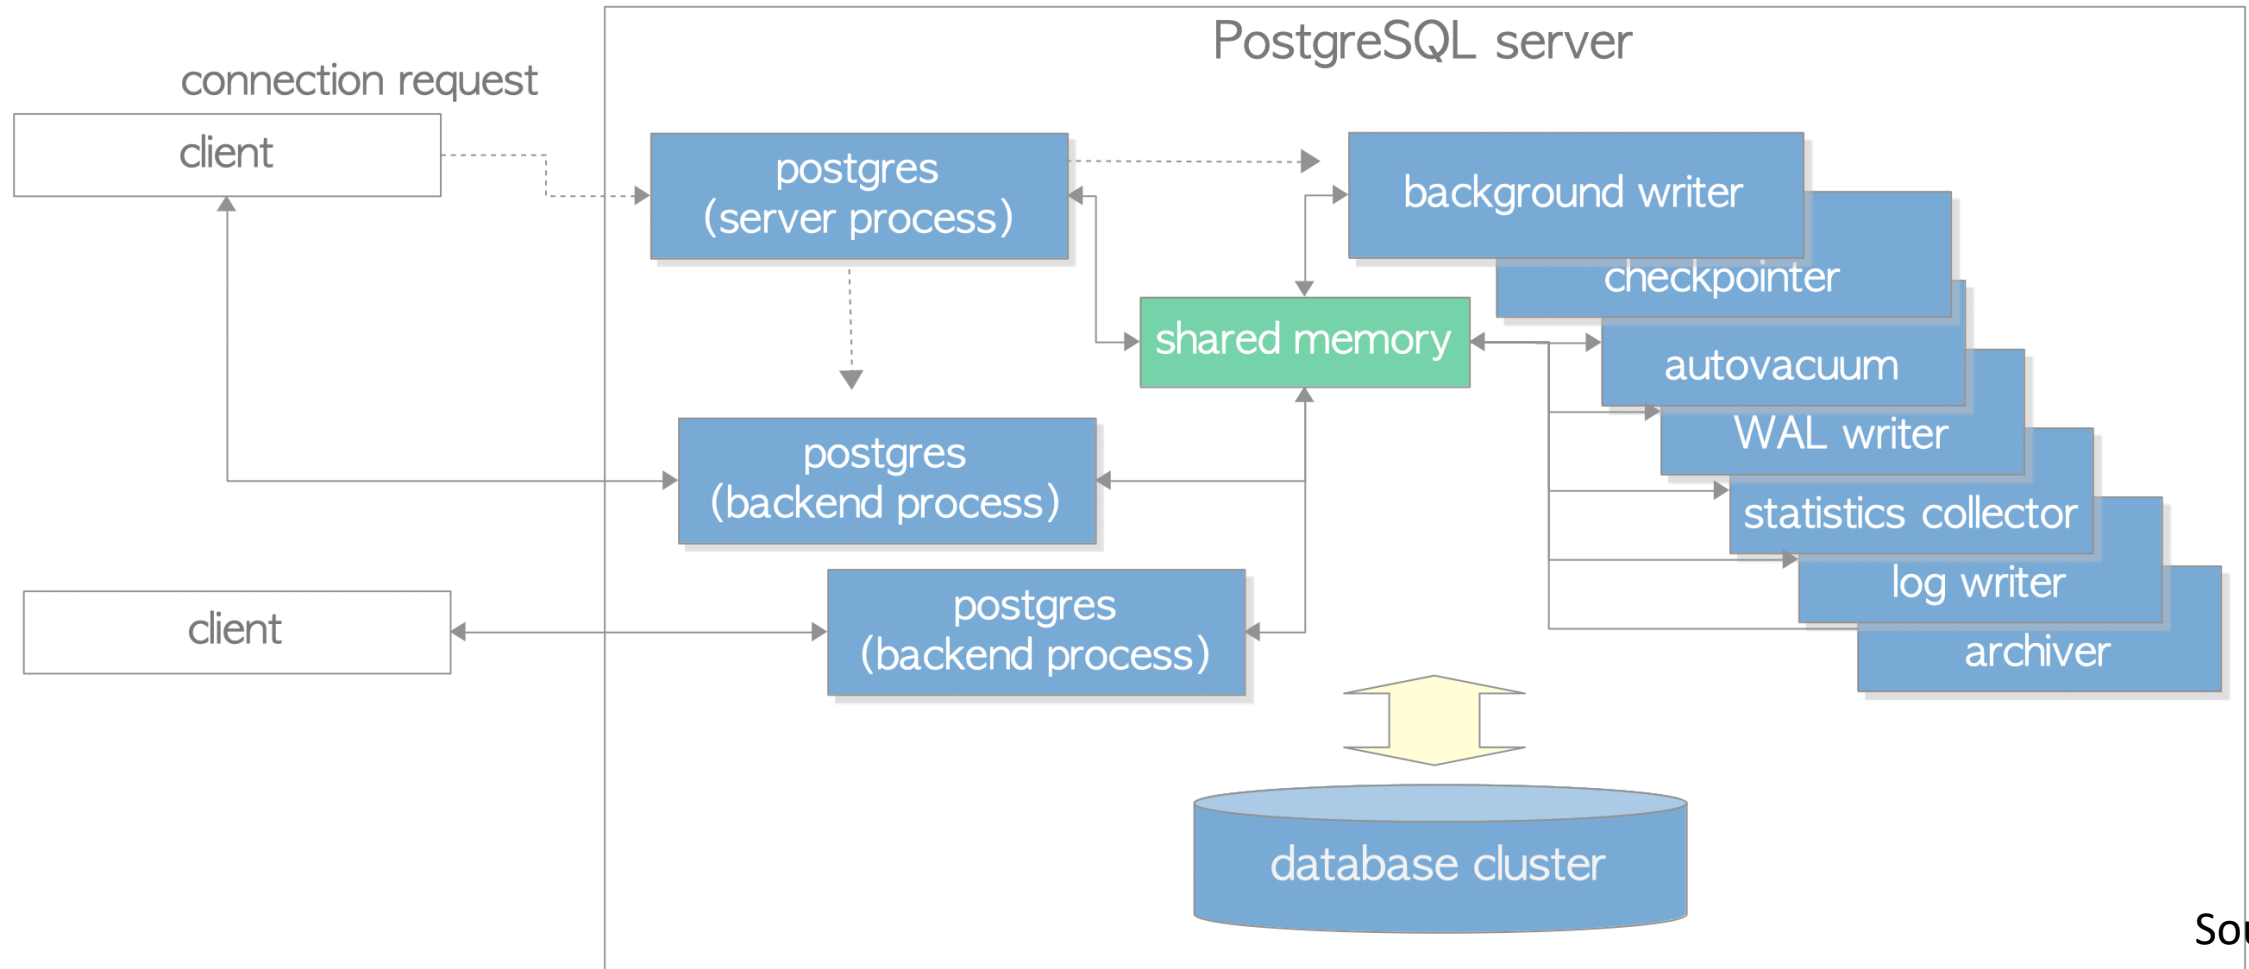 PostgreSQL server
connection request
client
postgres
(server process)
background writer
checkpointer
shared memory
autovacuum
WAL writer
postgres
(backend process)
statistics collector
log writer
client
postgres
(backend process)
archiver
database cluster